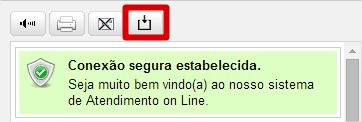 Conexão segura estabelecida.
Seja muito bem vindo(a) ao nosso sistema
de Atendimento on Line.